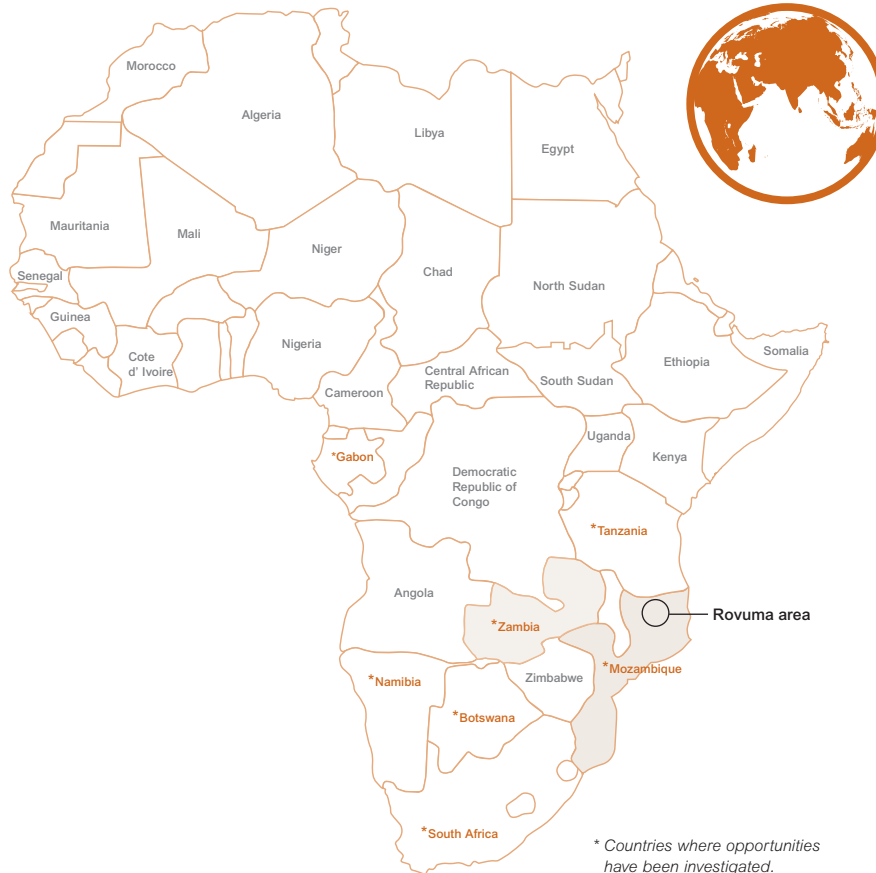 Morocco
Algeria
Libya
Egypt
Mauritania
Mali
Niger
Chad
North Sudan
Senegal
Guinea
Cote
d' Ivoire
Nigeria
Cameroon
Central African
Republic
South Sudan
Ethiopia
Somalia
*Gabon
Democratic
Republic of
Congo
Uganda
Kenya
*Tanzania
Angola
*Zambia
Rovuma area
*Mozambique
*Namibia
Zimbabwe
*Botswana
*South Africa
* Countries where opportunities
have been investigated.